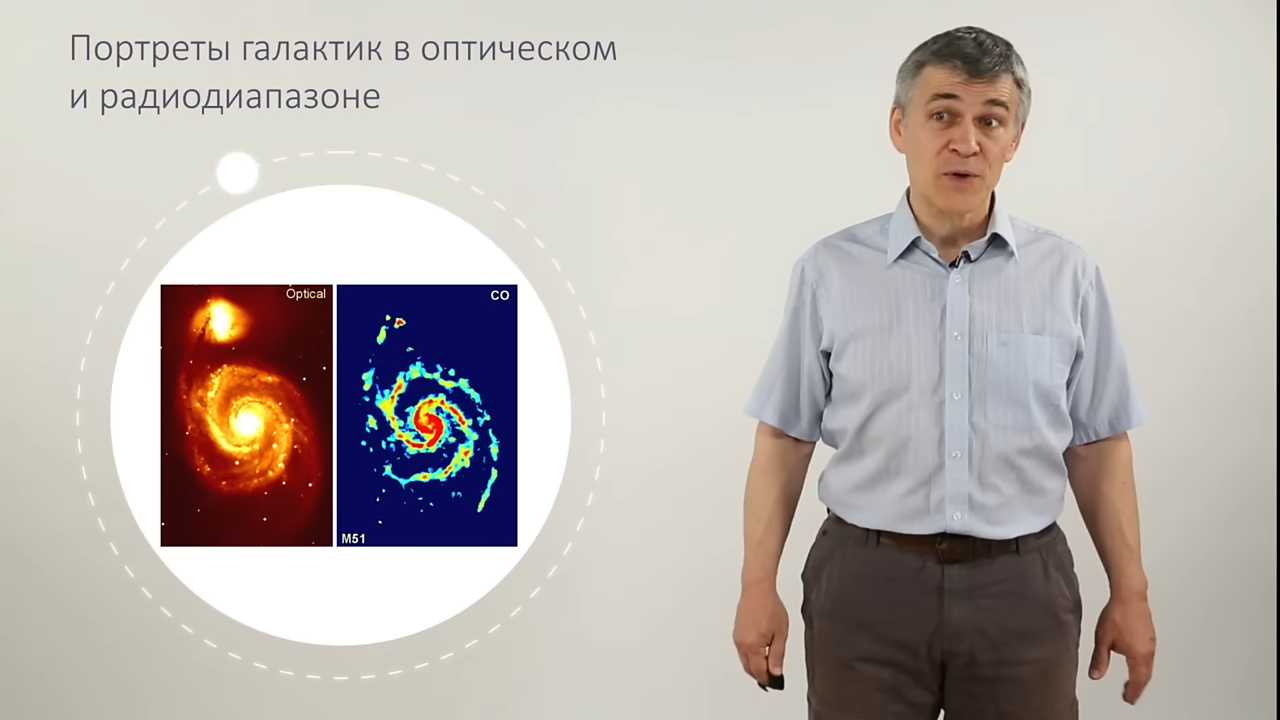 Портреты галактик в оптическом
и радиодиапазоне
Optical
CO
M51